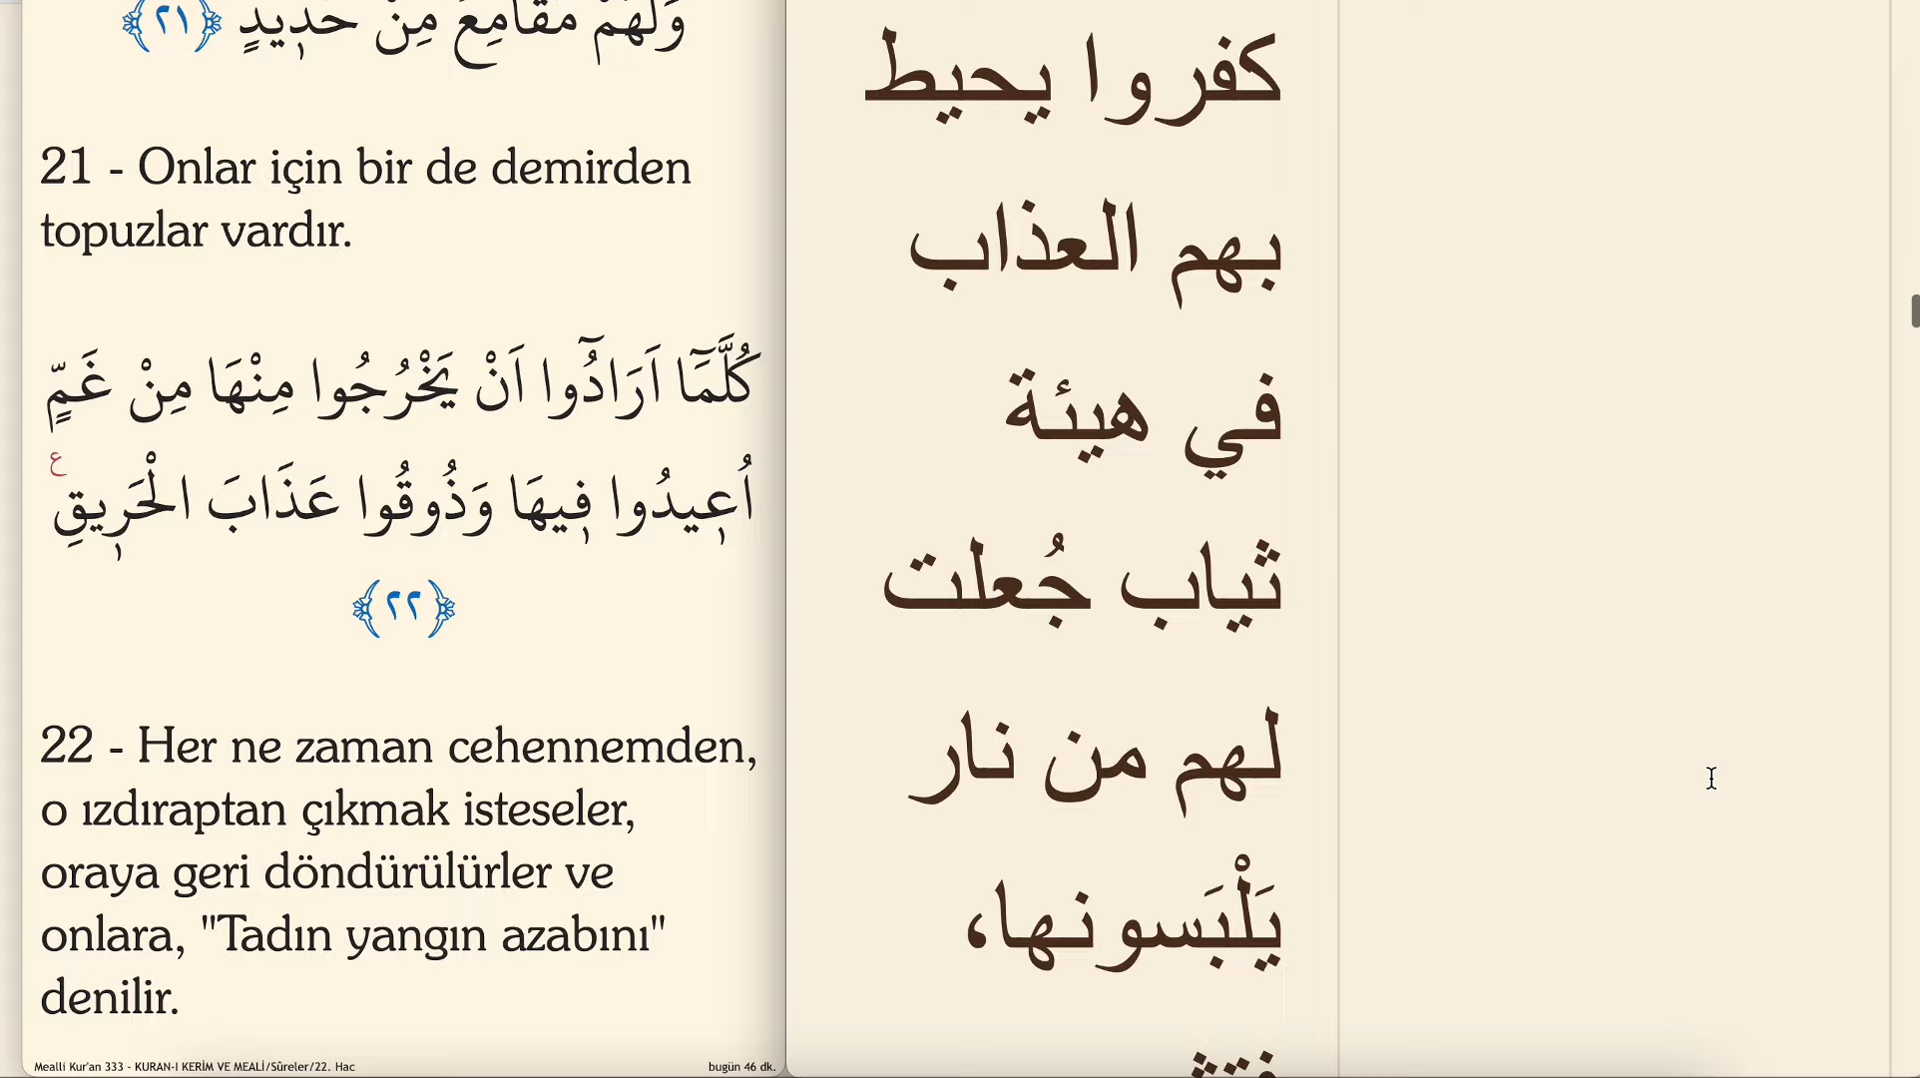 وَلَهُمْ مَقَامِعُ مِنْ حَد۪يدٍ ﴿٢١﴾
21 - Onlar için bir de demirden
topuzlar vardır.
كُلَّمَٓا اَرَادُٓوا اَنْ يَخْرُجُوا مِنْهَا مِنْ غَمٍّ
اُع۪يدُوا ف۪يهَا وَذُوقُوا عَذَابَ الْحَر۪يقِ ع
﴿٢٢﴾
22 - Her ne zaman cehennemden,
o ızdıraptan çıkmak isteseler,
oraya geri döndürülürler ve
onlara, "Tadın yangın azabını"
denilir.
Mealli Kur'an 333 - KURAN-I KERİM VE MEALİ/Sûreler/22. Hac
bugün 46 dk.
كفروا يحيط
بهم العذاب
في هيئة
ثياب جُعلت
لهم من نار
يَلْبَسونها،